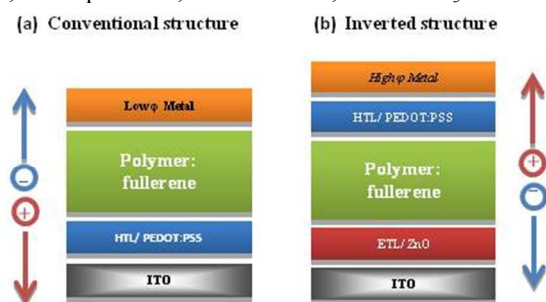 (a) Conventional structure
Low φ Metal
Polymer:
fullerene
HTL/ PEDOT:PSS
ITO
−
+
(b) Inverted structure
High φ Metal
HTL/ PEDOT:PSS
Polymer:
fullerene
ETL/ ZnO
ITO
+
−